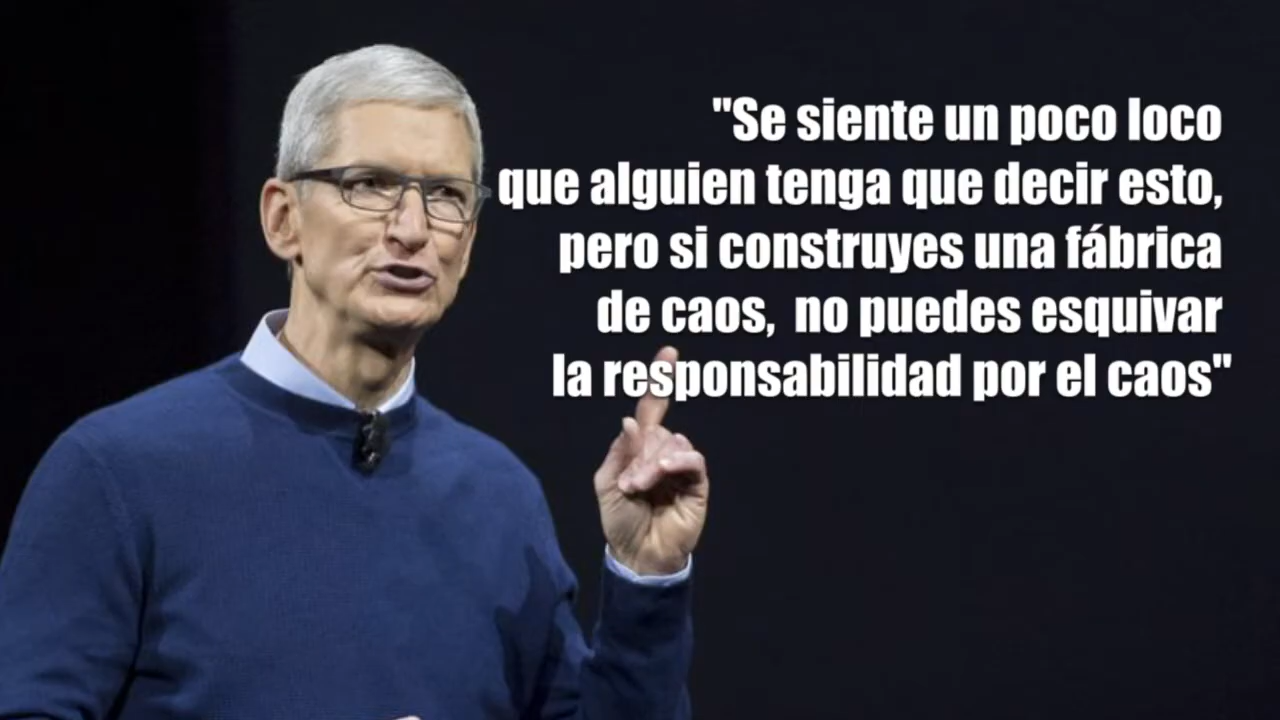 "Se siente un poco loco
que alguien tenga que decir esto,
pero si construyes una fábrica
de caos,  no puedes esquivar
la responsabilidad por el caos"